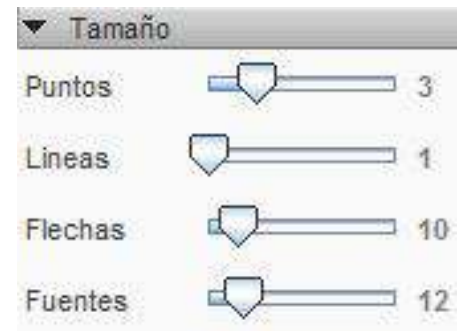 Tamaño
Puntos 3
Lineas 1
Flechas 10
Fuentes 12